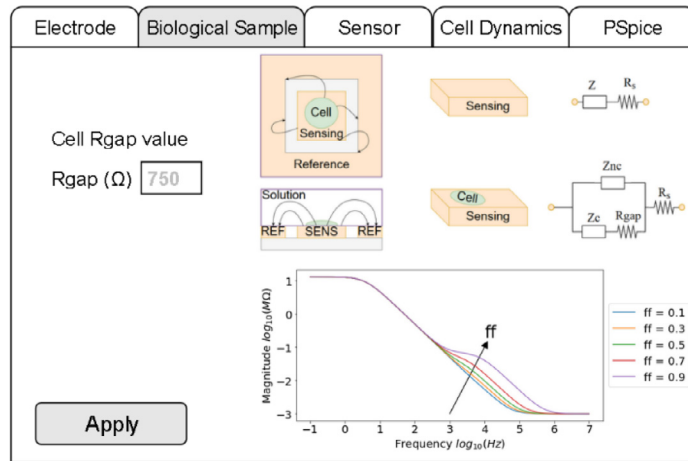 Electrode Biological Sample Sensor Cell Dynamics PSpice
Cell Rgap value
Rgap (Ω) 750
Apply
Cell
Sensing
Reference
Solution
REF SENS REF
Sensing
Z Rs
Cell
Sensing
Znc
Zc Rgap Rs
Magnitude log10(MΩ)
1
0
−1
−2
−3
ff
−1 0 1 2 3 4 5 6 7
Frequency log10(Hz)
ff = 0.1
ff = 0.3
ff = 0.5
ff = 0.7
ff = 0.9